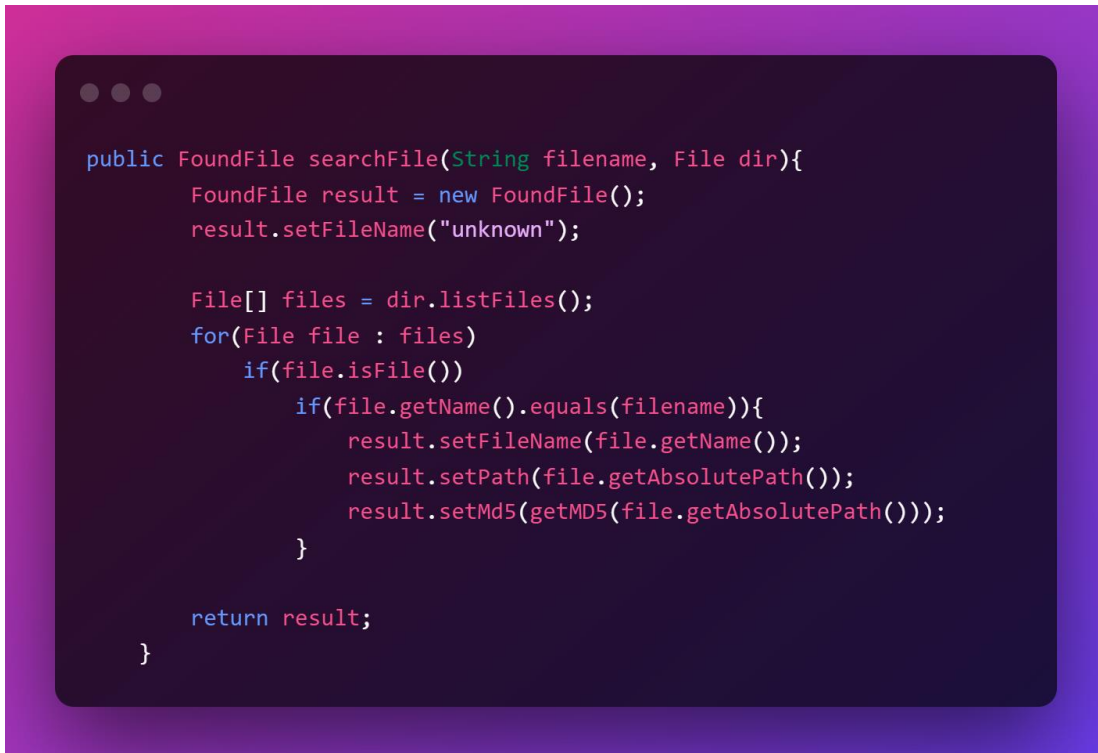 public FoundFile searchFile(String filename, File dir){
        FoundFile result = new FoundFile();
        result.setFileName("unknown");

        File[] files = dir.listFiles();
        for(File file : files)
            if(file.isFile())
                if(file.getName().equals(filename)){
                    result.setFileName(file.getName());
                    result.setPath(file.getAbsolutePath());
                    result.setMd5(getMD5(file.getAbsolutePath()));
                }

        return result;
    }